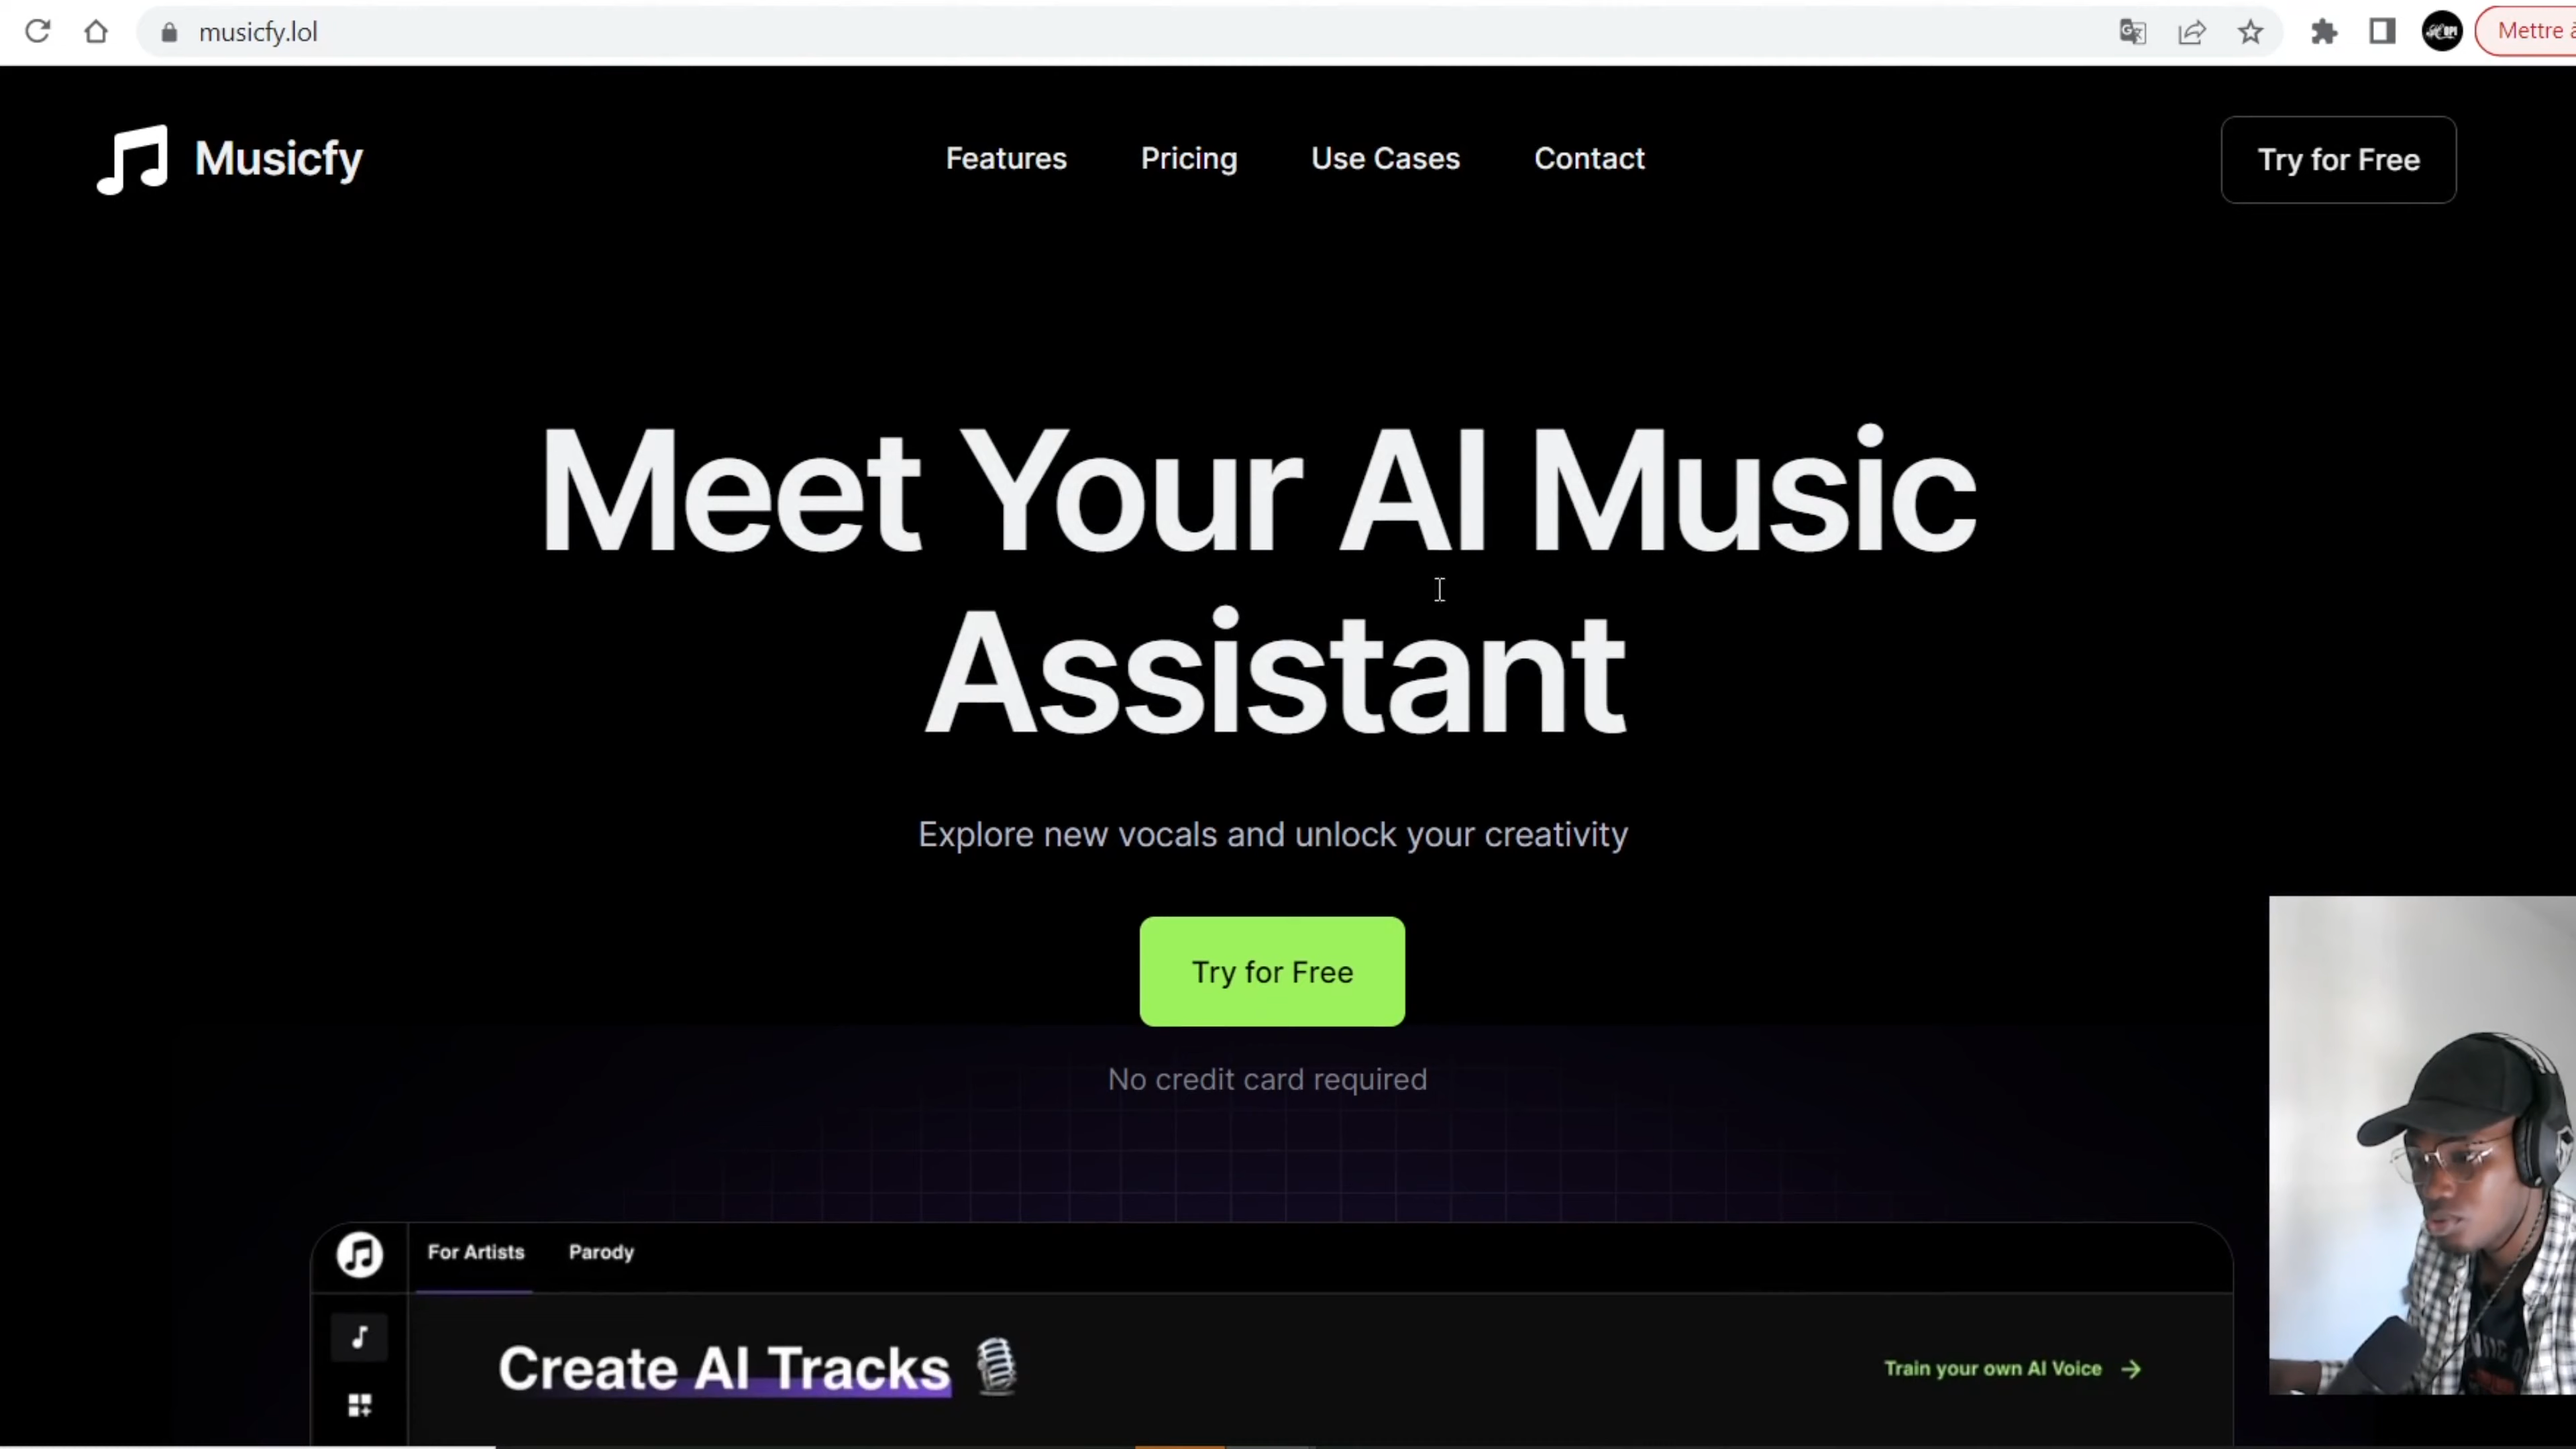 musicfy.lol
Mettre à
Musicfy
Features
Pricing
Use Cases
Contact
Try for Free
Meet Your AI Music
Assistant
Explore new vocals and unlock your creativity
Try for Free
No credit card required
For Artists
Parody
Create AI Tracks
Train your own AI Voice